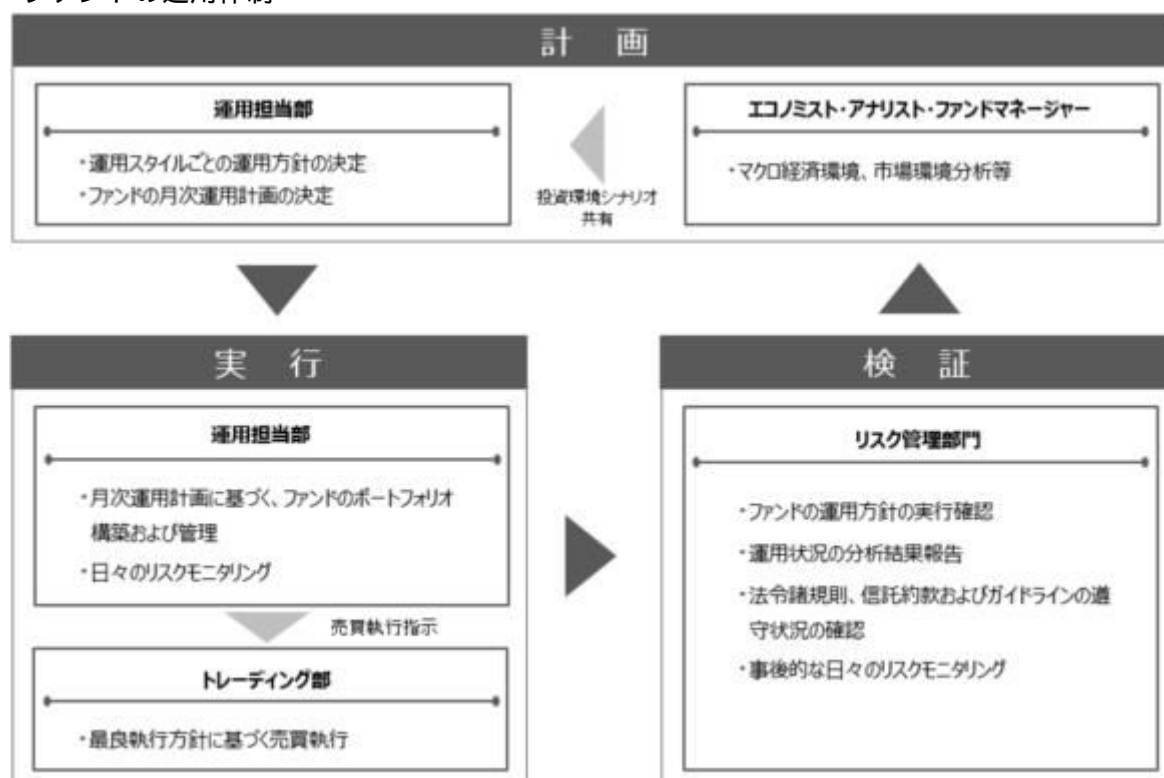 ファンドの運用体制
計 画
運用担当部
・運用スタイルごとの運用方針の決定
・ファンドの月次運用計画の決定
投資環境シナリオ
共有
エコノミスト・アナリスト・ファンドマネージャー
・マクロ経済環境、市場環境分析等
実 行
運用担当部
・月次運用計画に基づく、ファンドのポートフォリオ
構築および管理
・日々のリスクモニタリング
売買執行指示
トレーディング部
・最良執行方針に基づく売買執行
検 証
リスク管理部門
・ファンドの運用方針の実行確認
・運用状況の分析結果報告
・法令諸規則、信託約款およびガイドラインの遵
守状況の確認
・事後的な日々のリスクモニタリング